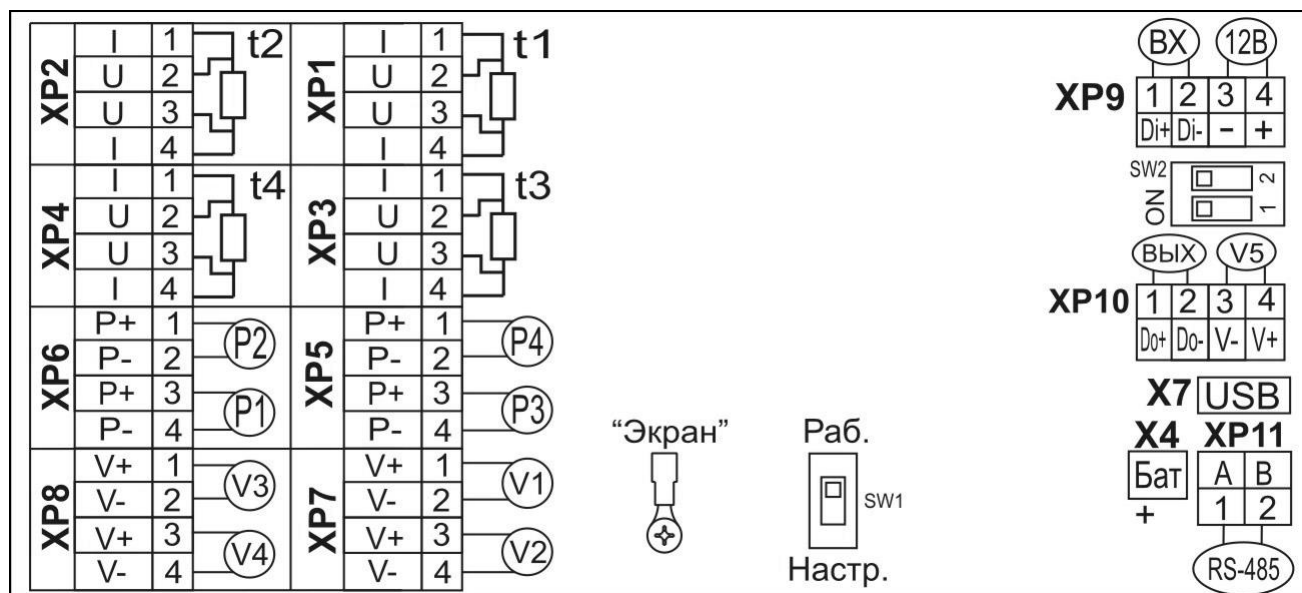 XP2
I 1
U 2
U 3
I 4
t2
XP1
I 1
U 2
U 3
I 4
t1
XP4
I 1
U 2
U 3
I 4
t4
XP3
I 1
U 2
U 3
I 4
t3
XP6
P+ 1
P- 2
P+ 3
P- 4
P2
P1
XP5
P+ 1
P- 2
P+ 3
P- 4
P4
P3
XP8
V+ 1
V- 2
V+ 3
V- 4
V3
V4
XP7
V+ 1
V- 2
V+ 3
V- 4
V1
V2
“Экран”
Раб.
SW1
Настр.
ВХ 12В
XP9 1 2 3 4
Di+ Di- − +
SW2
ON
2
1
ВЫХ V5
XP10 1 2 3 4
Do+ Do- V- V+
X7 USB
X4 XP11
Бат A B
+ 1 2
RS-485